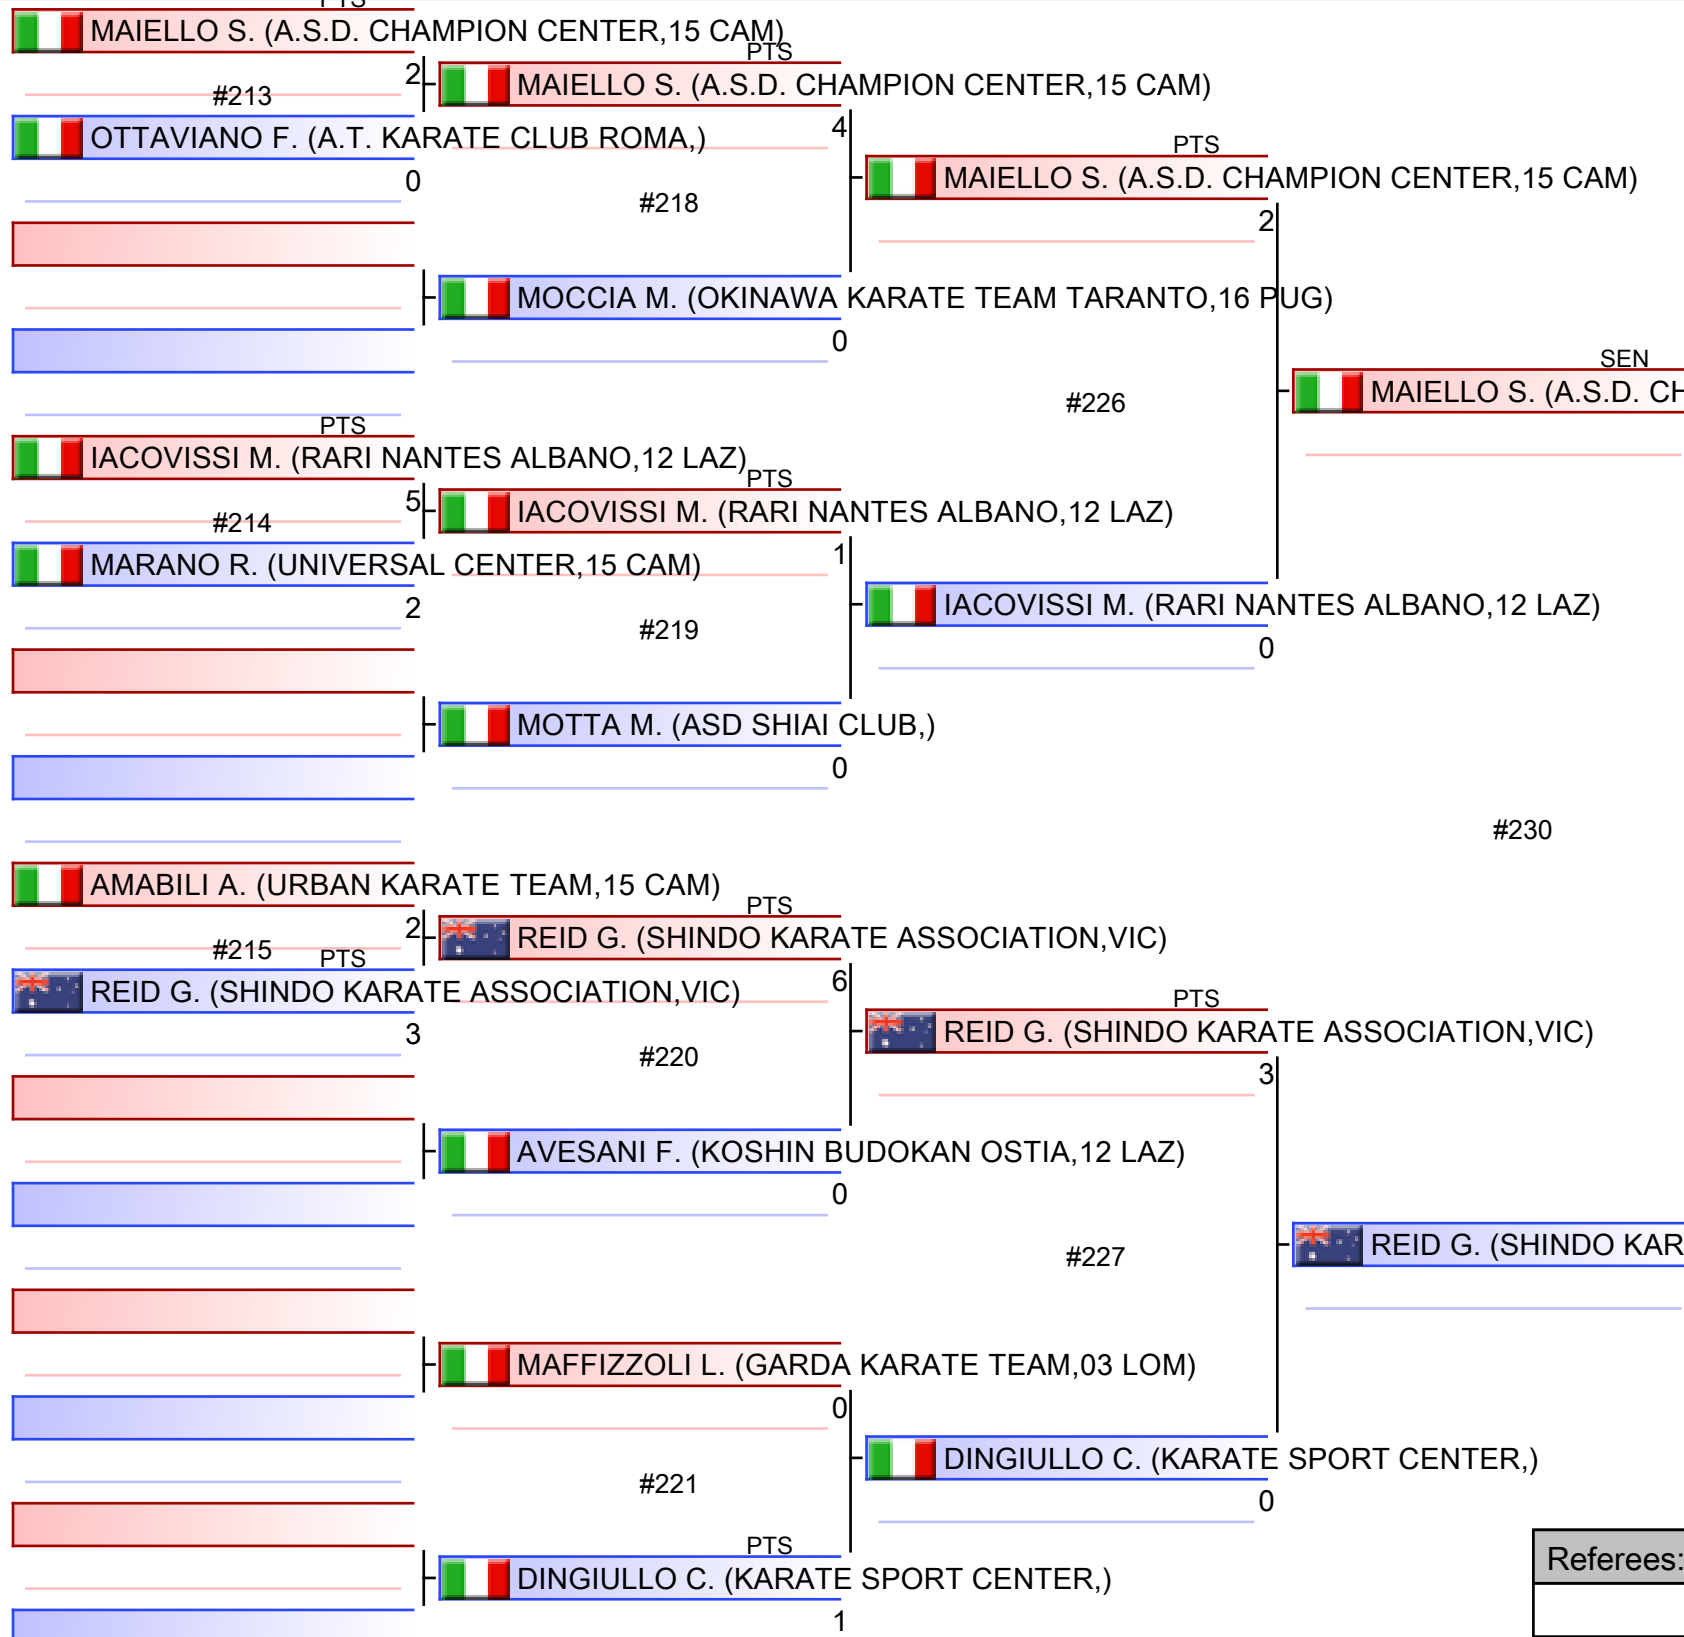 PTS
MAIELLO S. (A.S.D. CHAMPION CENTER,15 CAM)
2
#213
OTTAVIANO F. (A.T. KARATE CLUB ROMA,)
0
PTS
IACOVISSI M. (RARI NANTES ALBANO,12 LAZ)
5
#214
MARANO R. (UNIVERSAL CENTER,15 CAM)
2
AMABILI A. (URBAN KARATE TEAM,15 CAM)
2
#215
PTS
REID G. (SHINDO KARATE ASSOCIATION,VIC)
3
PTS
MAIELLO S. (A.S.D. CHAMPION CENTER,15 CAM)
4
#218
MOCCIA M. (OKINAWA KARATE TEAM TARANTO,16 PUG)
0
PTS
IACOVISSI M. (RARI NANTES ALBANO,12 LAZ)
1
#219
MOTTA M. (ASD SHIAI CLUB,)
0
PTS
REID G. (SHINDO KARATE ASSOCIATION,VIC)
6
#220
AVESANI F. (KOSHIN BUDOKAN OSTIA,12 LAZ)
0
MAFFIZZOLI L. (GARDA KARATE TEAM,03 LOM)
0
#221
PTS
DINGIULLO C. (KARATE SPORT CENTER,)
1
PTS
MAIELLO S. (A.S.D. CHAMPION CENTER,15 CAM)
2
#226
IACOVISSI M. (RARI NANTES ALBANO,12 LAZ)
0
PTS
REID G. (SHINDO KARATE ASSOCIATION,VIC)
3
#227
DINGIULLO C. (KARATE SPORT CENTER,)
0
SEN
MAIELLO S. (A.S.D. CH
#230
REID G. (SHINDO KAR
Referees: